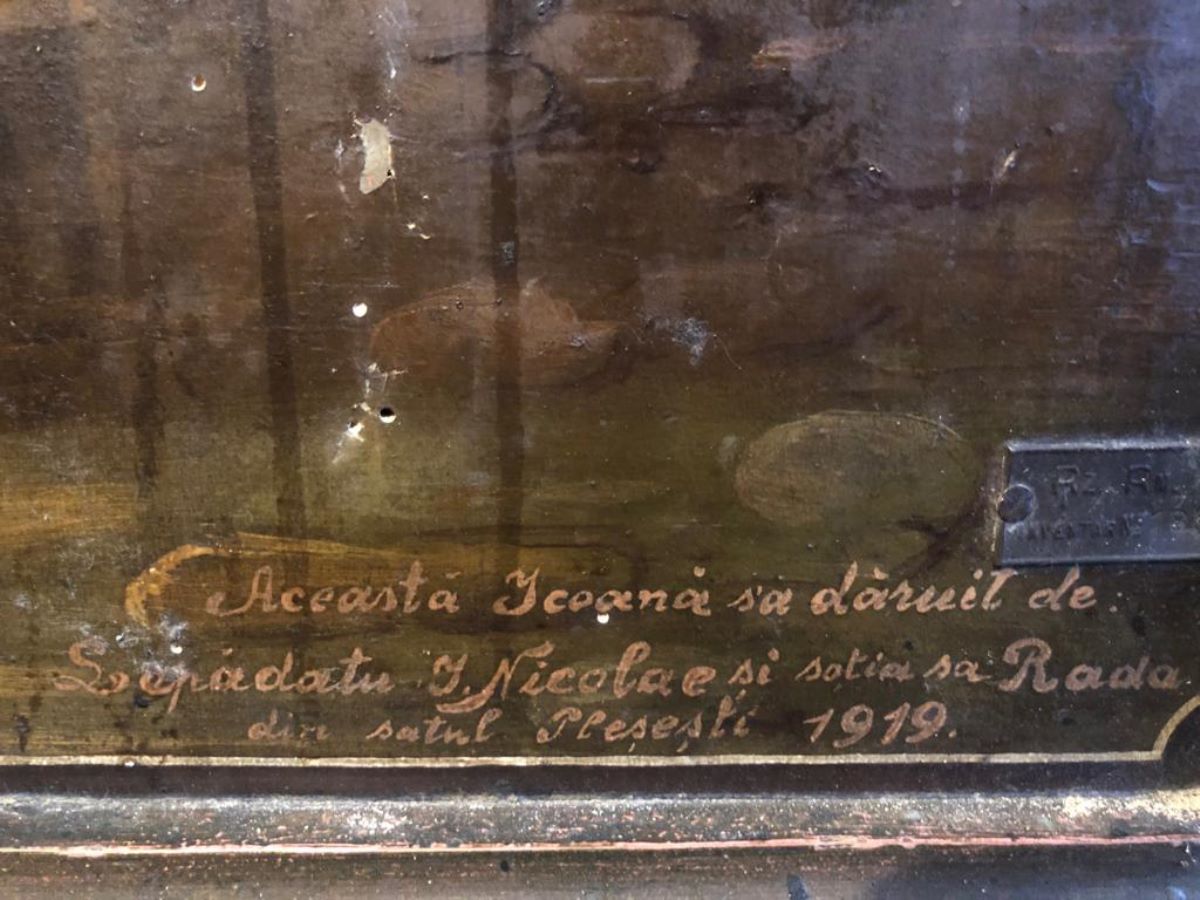 Această Icoană s'a dăruit de:
Lepădatu I. Nicolae și soția sa Rada
din satul Pleșești 1919.